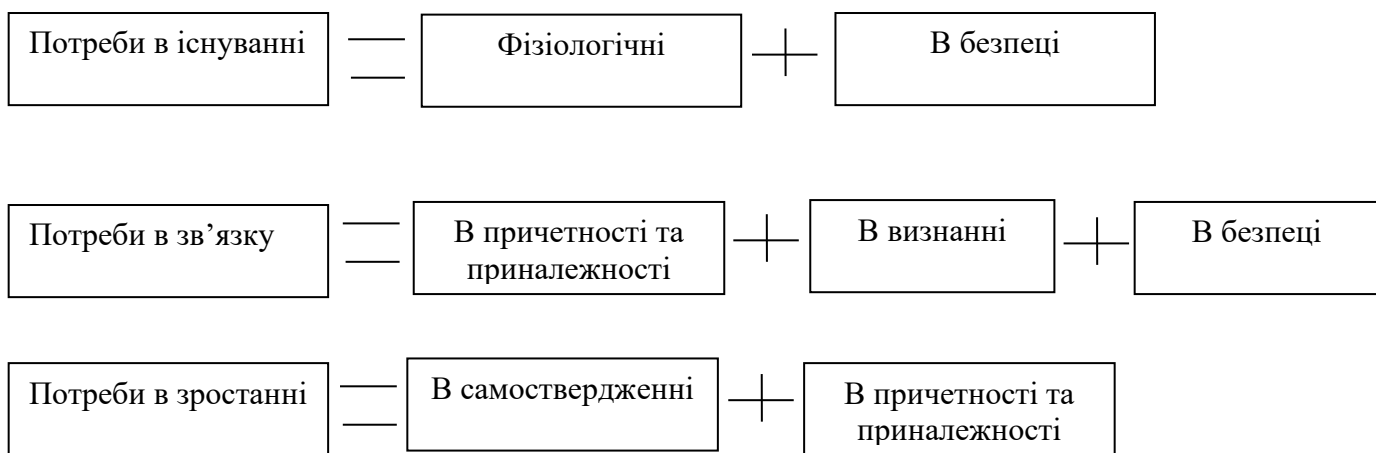 Потреби в існуванні
Фізіологічні
В безпеці
Потреби в зв’язку
В причетності та
приналежності
В визнанні
В безпеці
Потреби в зростанні
В самоствердженні
В причетності та
приналежності